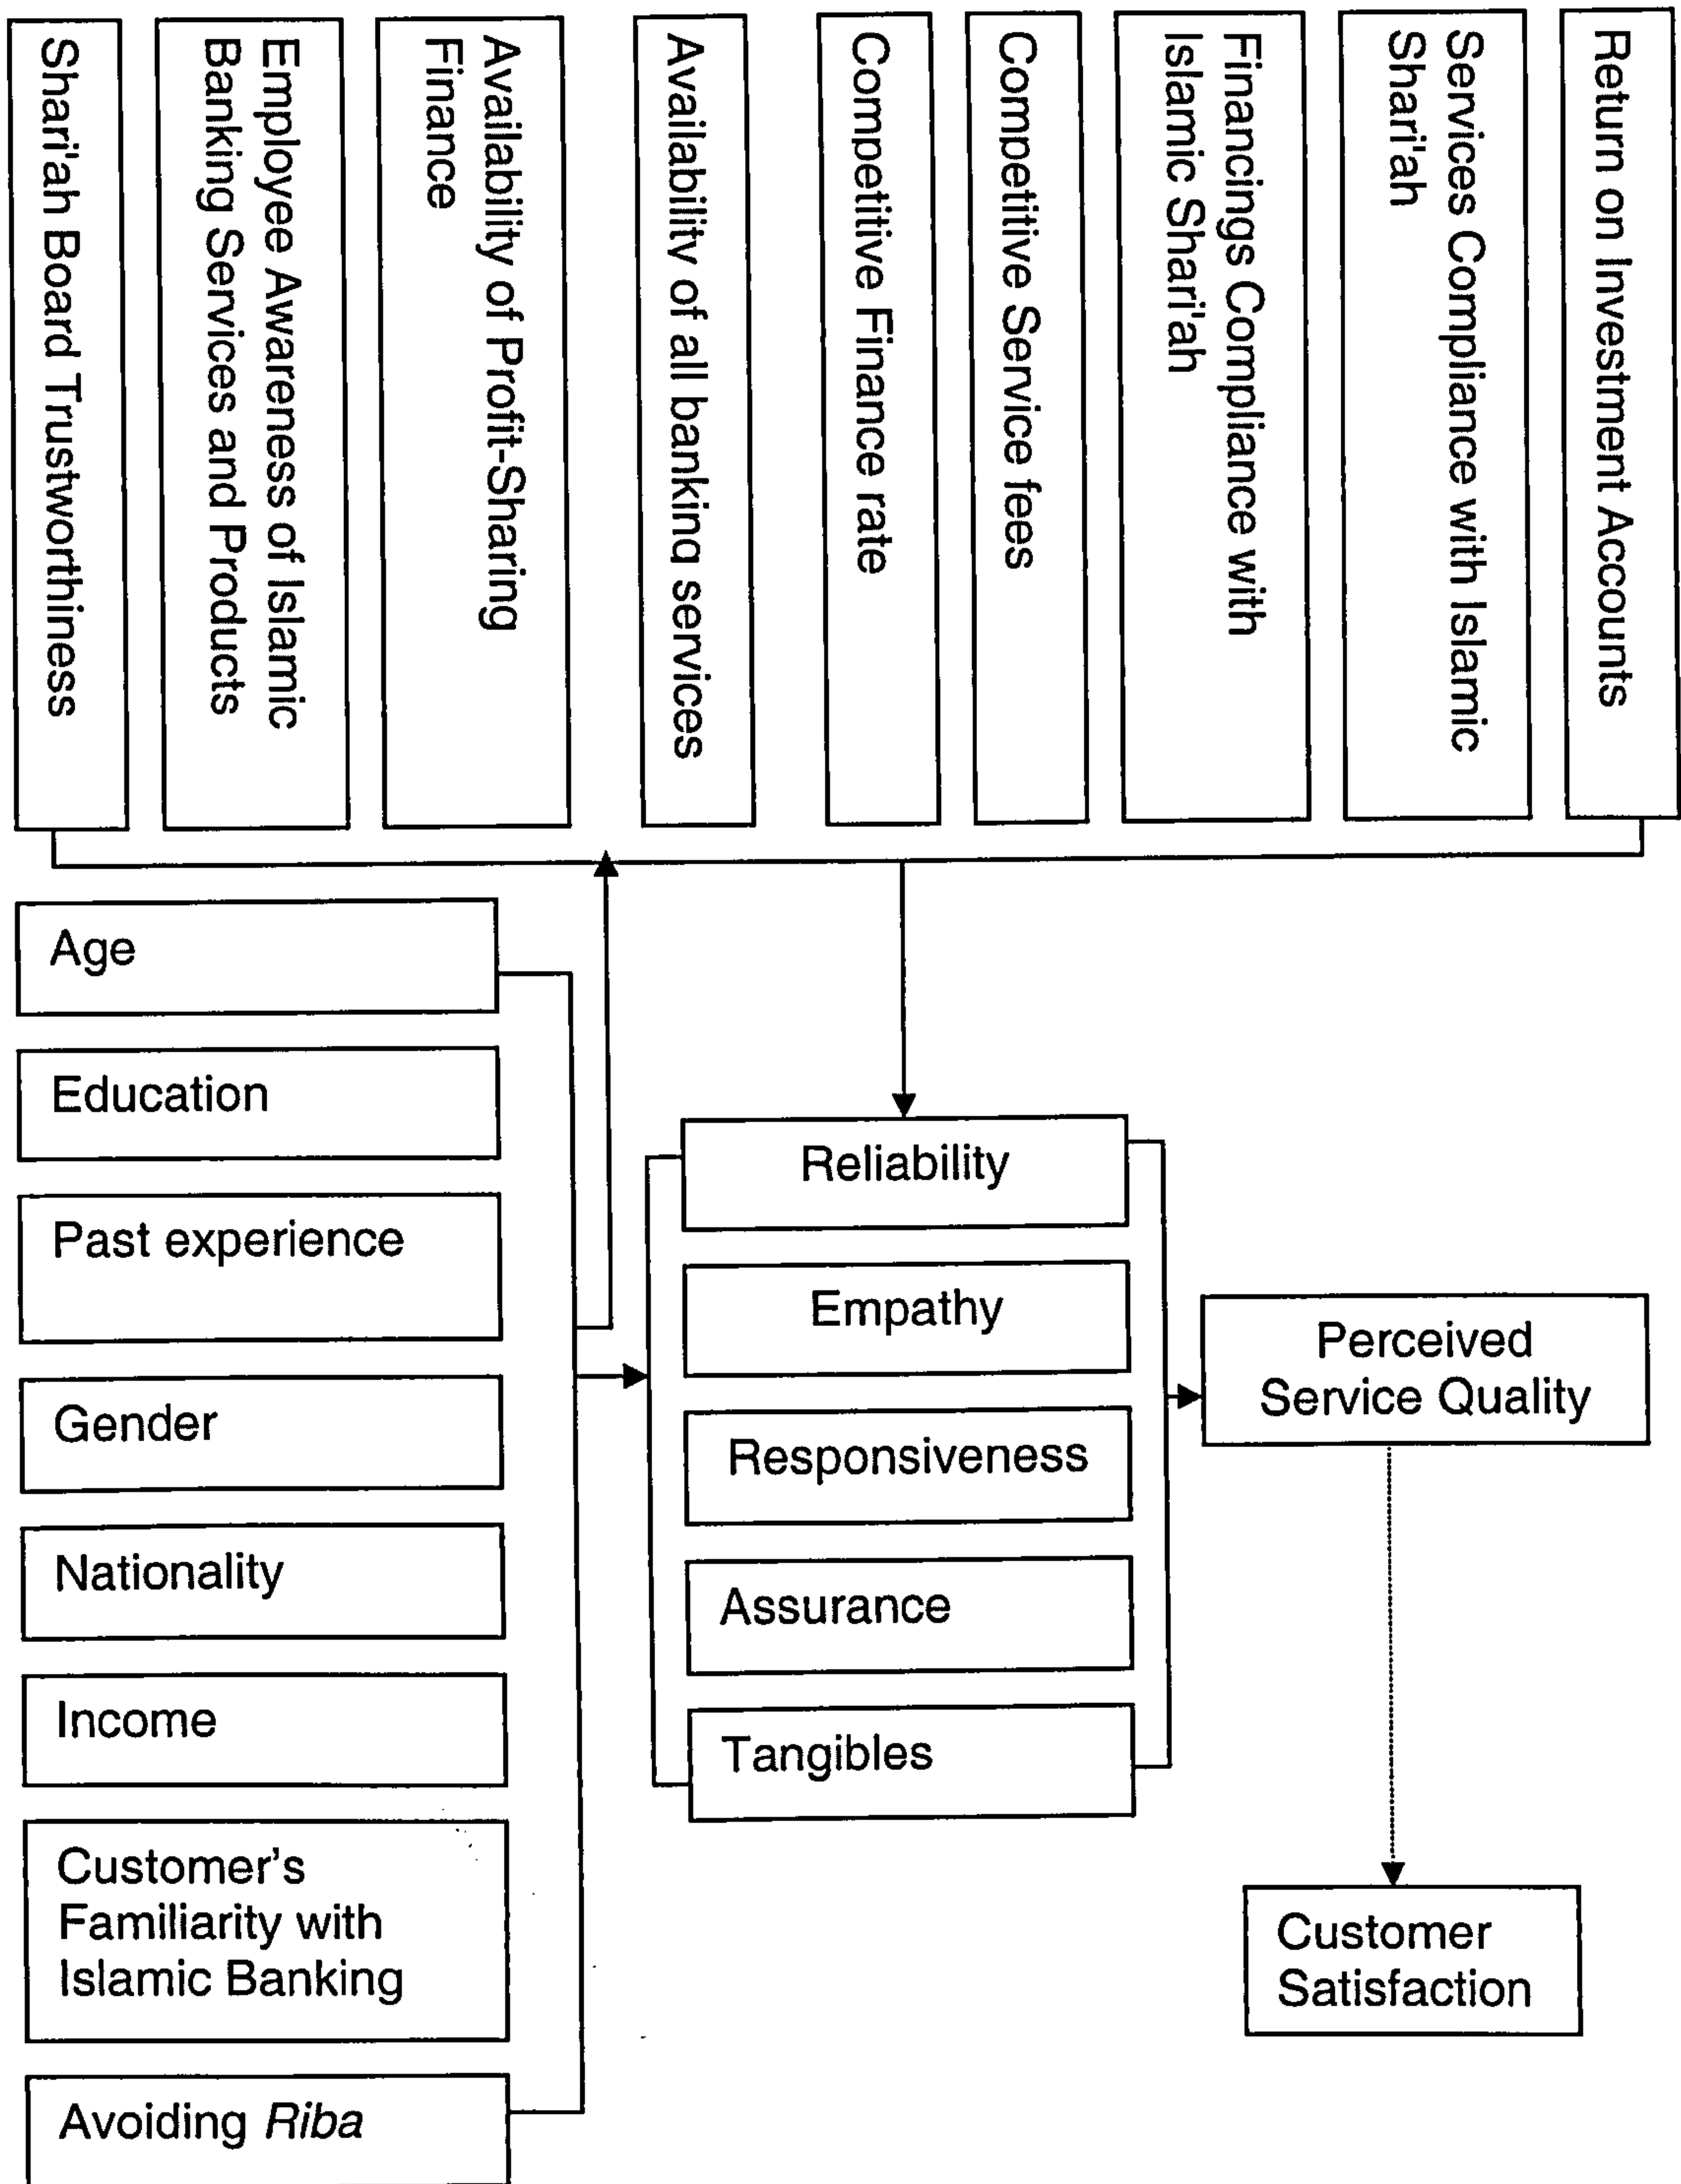 Shari'ah Board Trustworthiness
Employee Awareness of Islamic
Banking Services and Products
Availability of Profit-Sharing
Finance
Availability of all banking services
Competitive Finance rate
Competitive Service fees
Financings Compliance with
Islamic Shari'ah
Services Compliance with Islamic
Shari'ah
Return on Investment Accounts
Age
Education
Past experience
Gender
Nationality
Income
Customer's
Familiarity with
Islamic Banking
Avoiding Riba
Reliability
Empathy
Responsiveness
Assurance
Tangibles
Perceived
Service Quality
Customer
Satisfaction